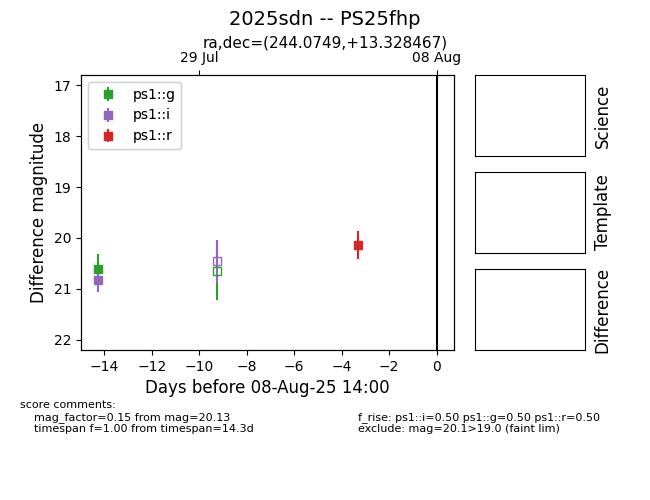 2025sdn -- PS25fhp
ra,dec=(244.0749,+13.328467)
29 Jul
08 Aug
17
18
19
20
21
22
Difference magnitude
ps1::g
ps1::i
ps1::r
Science
Template
Difference
−14
−12
−10
−8
−6
−4
−2
0
Days before 08-Aug-25 14:00
score comments:
mag_factor=0.15 from mag=20.13
timespan f=1.00 from timespan=14.3d
f_rise: ps1::i=0.50 ps1::g=0.50 ps1::r=0.50
exclude: mag=20.1>19.0 (faint lim)